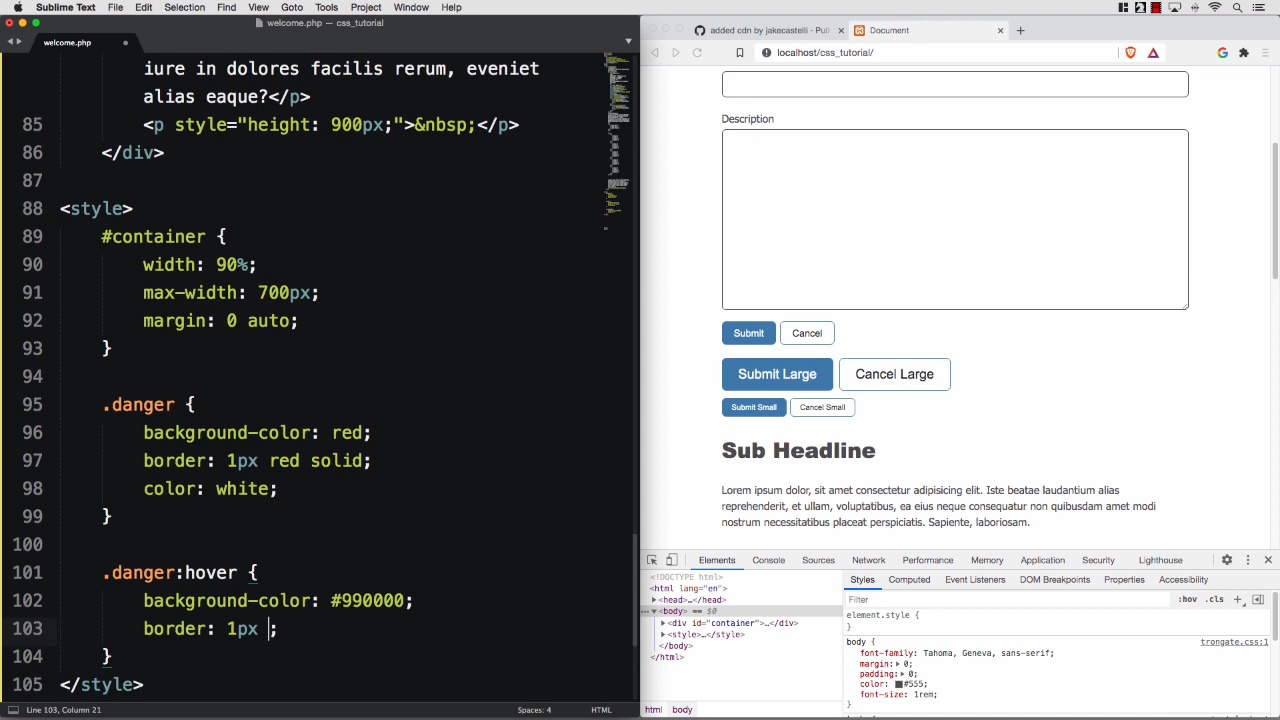 Sublime Text File Edit Selection Find View Goto Tools Project Window Help
welcome.php — css_tutorial
welcome.php
iure in dolores facilis rerum, eveniet
alias eaque?</p>
85 <p style="height: 900px;">&nbsp;</p>
86 </div>
87
88 <style>
89 #container {
90 width: 90%;
91 max-width: 700px;
92 margin: 0 auto;
93 }
94
95 .danger {
96 background-color: red;
97 border: 1px red solid;
98 color: white;
99 }
100
101 .danger:hover {
102 background-color: #990000;
103 border: 1px ;
104 }
105 </style>
Line 103, Column 21 Spaces: 4 HTML
added cdn by jakecastelli · Pull Document
localhost/css_tutorial/
Description
Submit Cancel
Submit Large Cancel Large
Submit Small Cancel Small
Sub Headline
Lorem ipsum dolor, sit amet consectetur adipisicing elit. Iste beatae laudantium alias
reprehenderit, et ullam, voluptatibus, ea eius neque consequatur non quibusdam amet modi
nostrum necessitatibus placeat perspiciatis. Sapiente, laboriosam.
Elements Console Sources Network Performance Memory Application Security Lighthouse
<!DOCTYPE html>
<html lang="en">
<head>…</head>
<body> == $0
<div id="container">…</div>
<style>…</style>
</body>
</html>
html body
Styles Computed Event Listeners DOM Breakpoints Properties Accessibility
Filter :hov .cls
element.style {
}
body { trongate.css:1
font-family: Tahoma, Geneva, sans-serif;
margin: 0;
padding: 0;
color: #555;
font-size: 1rem;
}